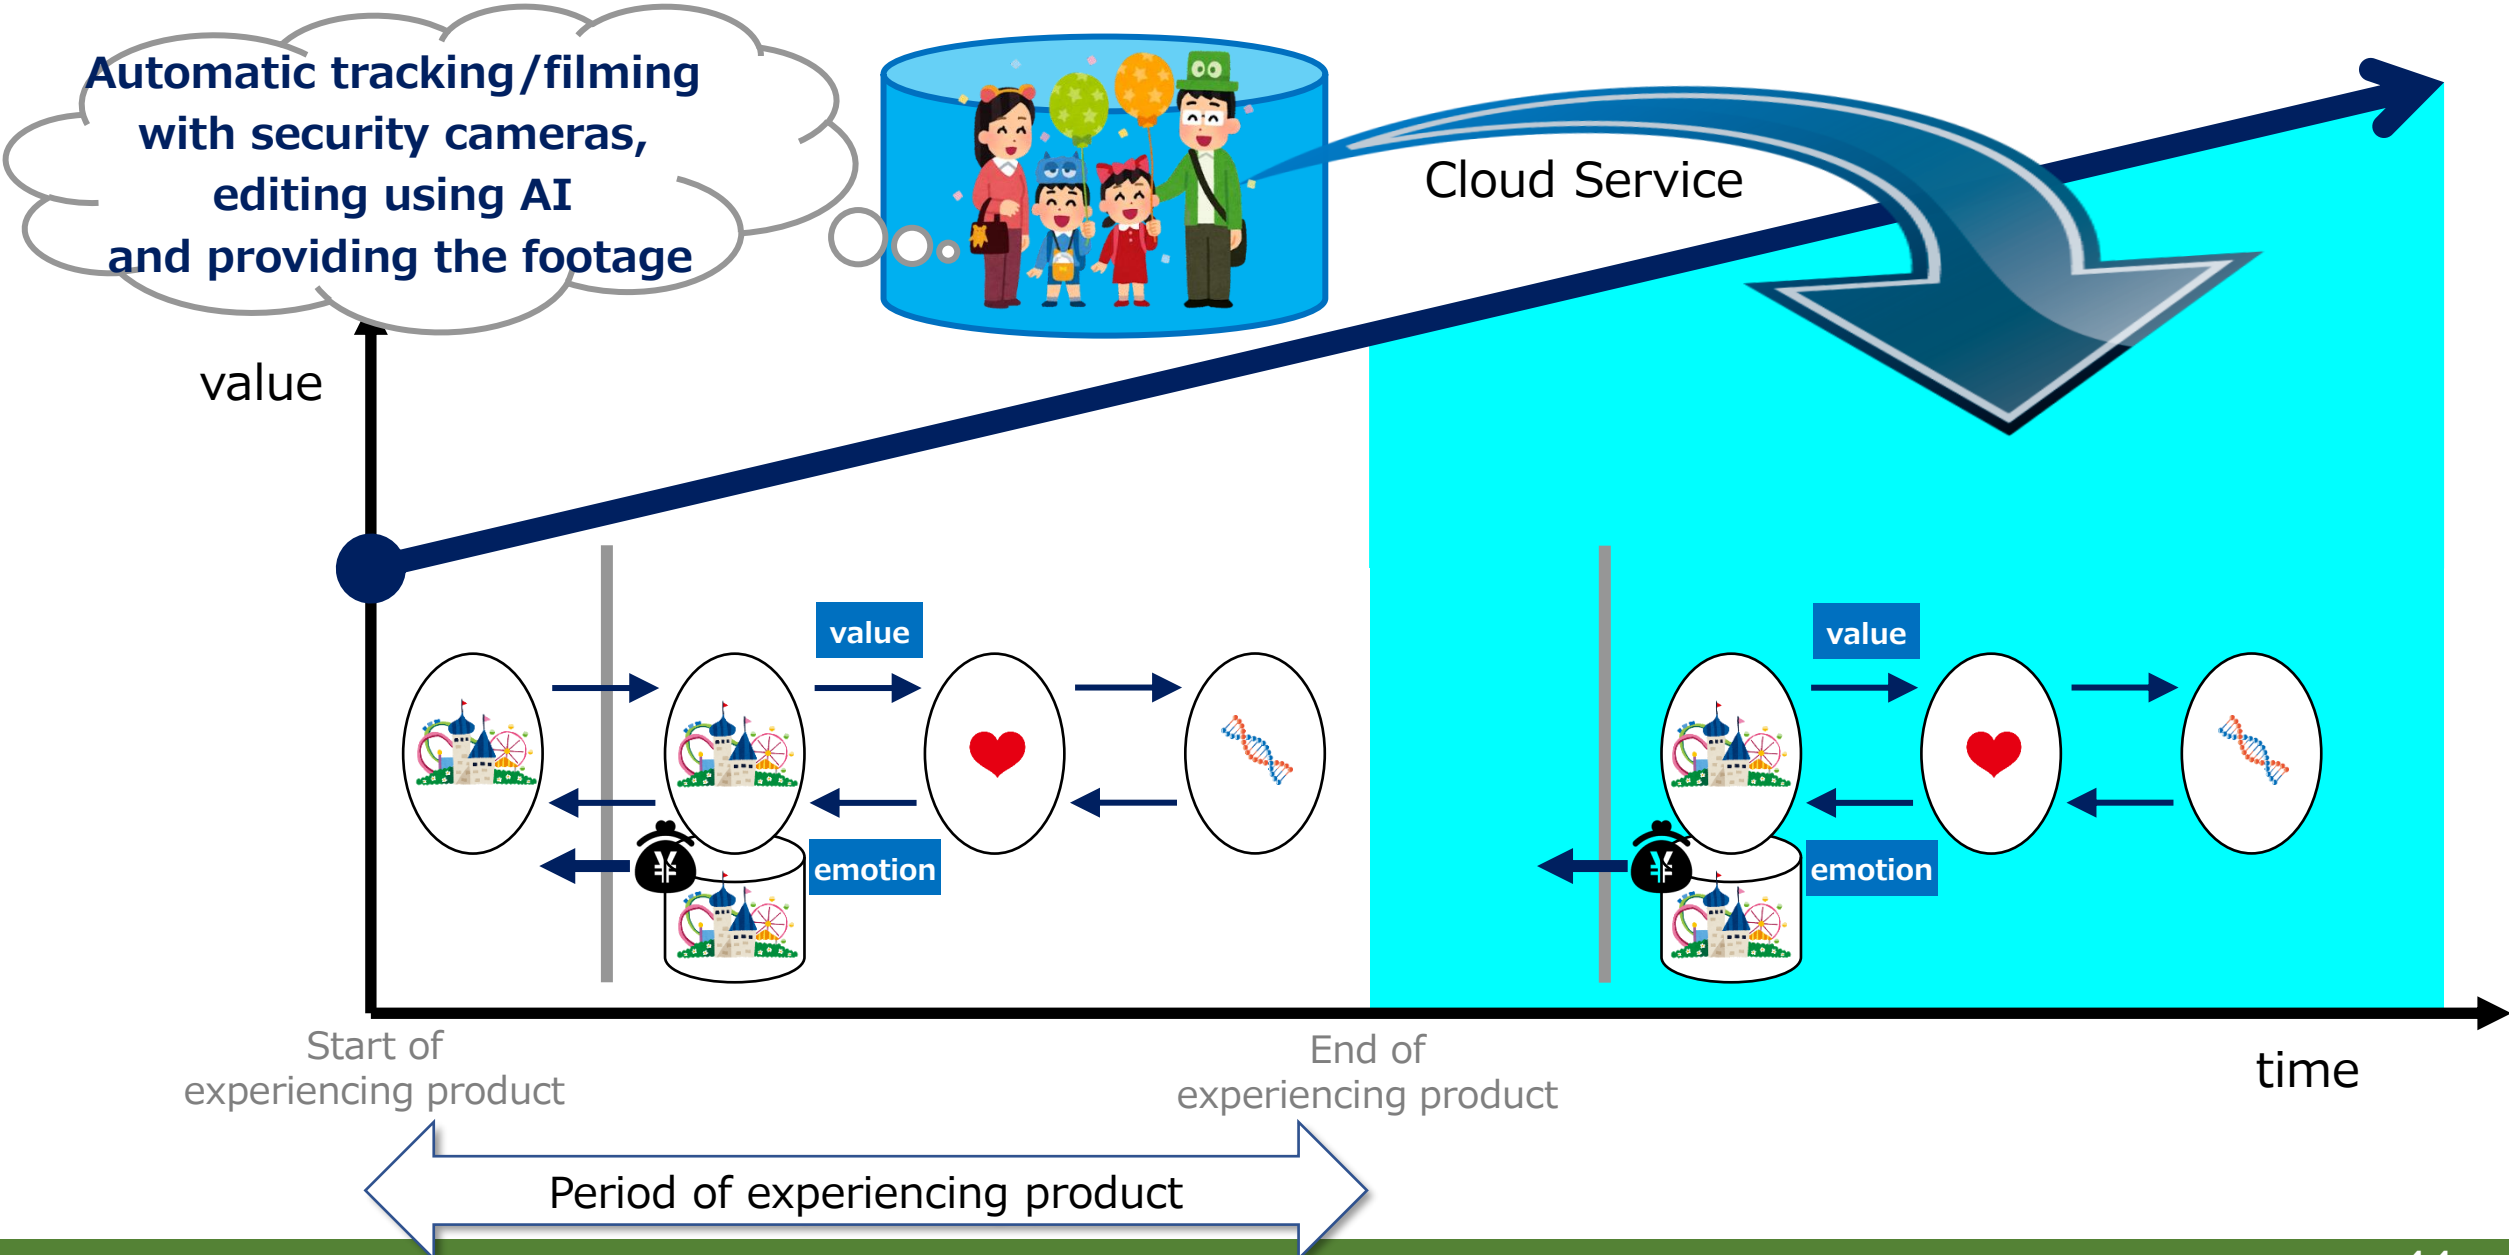 Automatic tracking/filming
with security cameras,
editing using AI
and providing the footage
Cloud Service
value
value
value
¥
emotion
¥
emotion
Start of
experiencing product
End of
experiencing product
time
Period of experiencing product